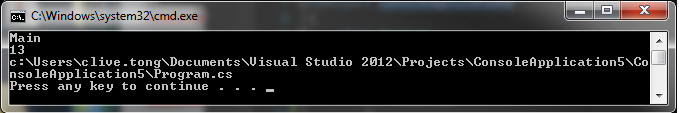 C:\Windows\system32\cmd.exe
Main
13
c:\Users\clive.tong\Documents\Visual Studio 2012\Projects\ConsoleApplication5\Co
nsoleApplication5\Program.cs
Press any key to continue . . . _